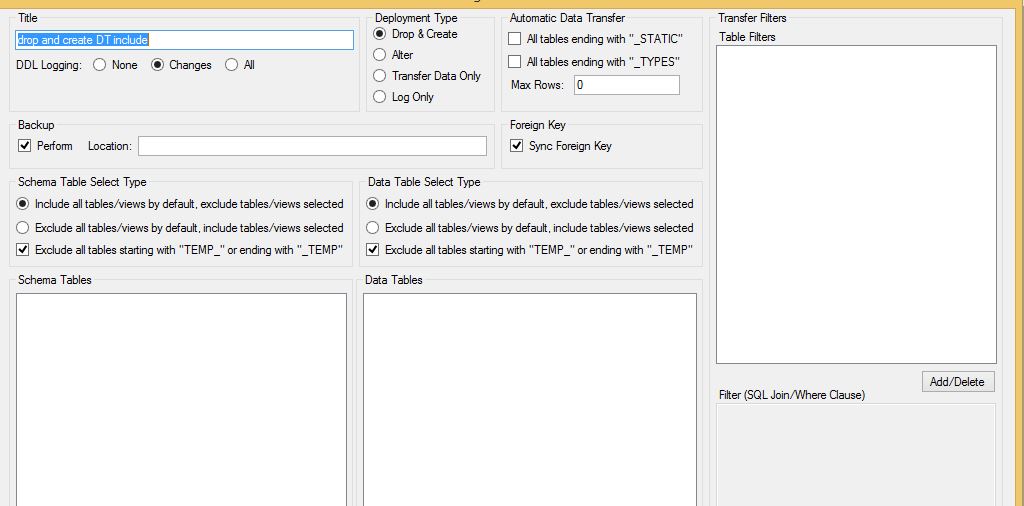 Title
drop and create DT include
DDL Logging: None Changes All
Deployment Type
Drop & Create
Alter
Transfer Data Only
Log Only
Automatic Data Transfer
All tables ending with "_STATIC"
All tables ending with "_TYPES"
Max Rows: 0
Transfer Filters
Table Filters
Backup
Perform Location:
Foreign Key
Sync Foreign Key
Schema Table Select Type
Include all tables/views by default, exclude tables/views selected
Exclude all tables/views by default, include tables/views selected
Exclude all tables starting with "TEMP_" or ending with "_TEMP"
Data Table Select Type
Include all tables/views by default, exclude tables/views selected
Exclude all tables/views by default, include tables/views selected
Exclude all tables starting with "TEMP_" or ending with "_TEMP"
Schema Tables
Data Tables
Add/Delete
Filter (SQL Join/Where Clause)